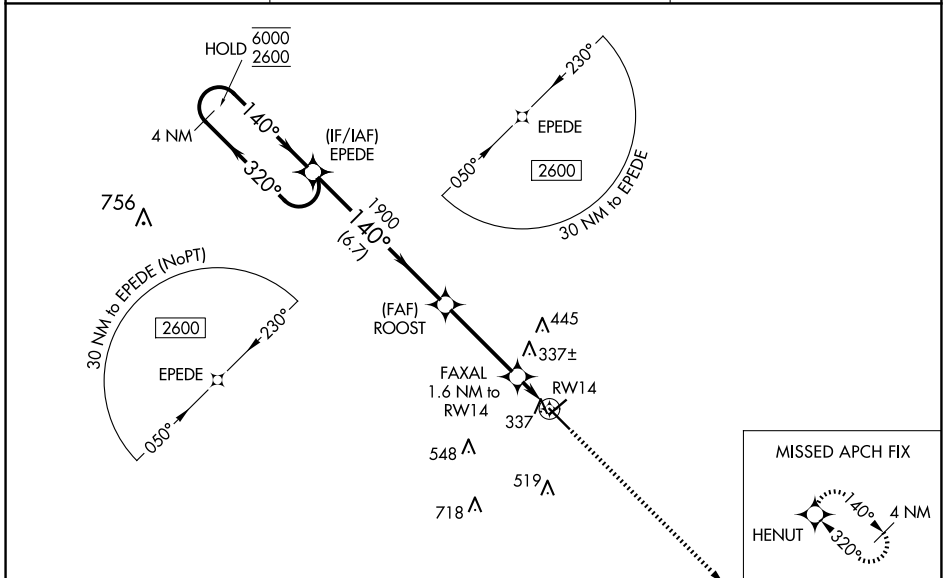 HOLD 6000
2600
4 NM
140°
320°
(IF/IAF)
EPEDE
1900
140°
(6.7)
230°
EPEDE
2600
050°
30 NM to EPEDE
756
30 NM to EPEDE (NoPT)
2600
230°
EPEDE
050°
(FAF)
ROOST
445
337±
FAXAL
1.6 NM to
RW14
RW14
337
548
519
718
MISSED APCH FIX
140°
4 NM
HENUT
320°